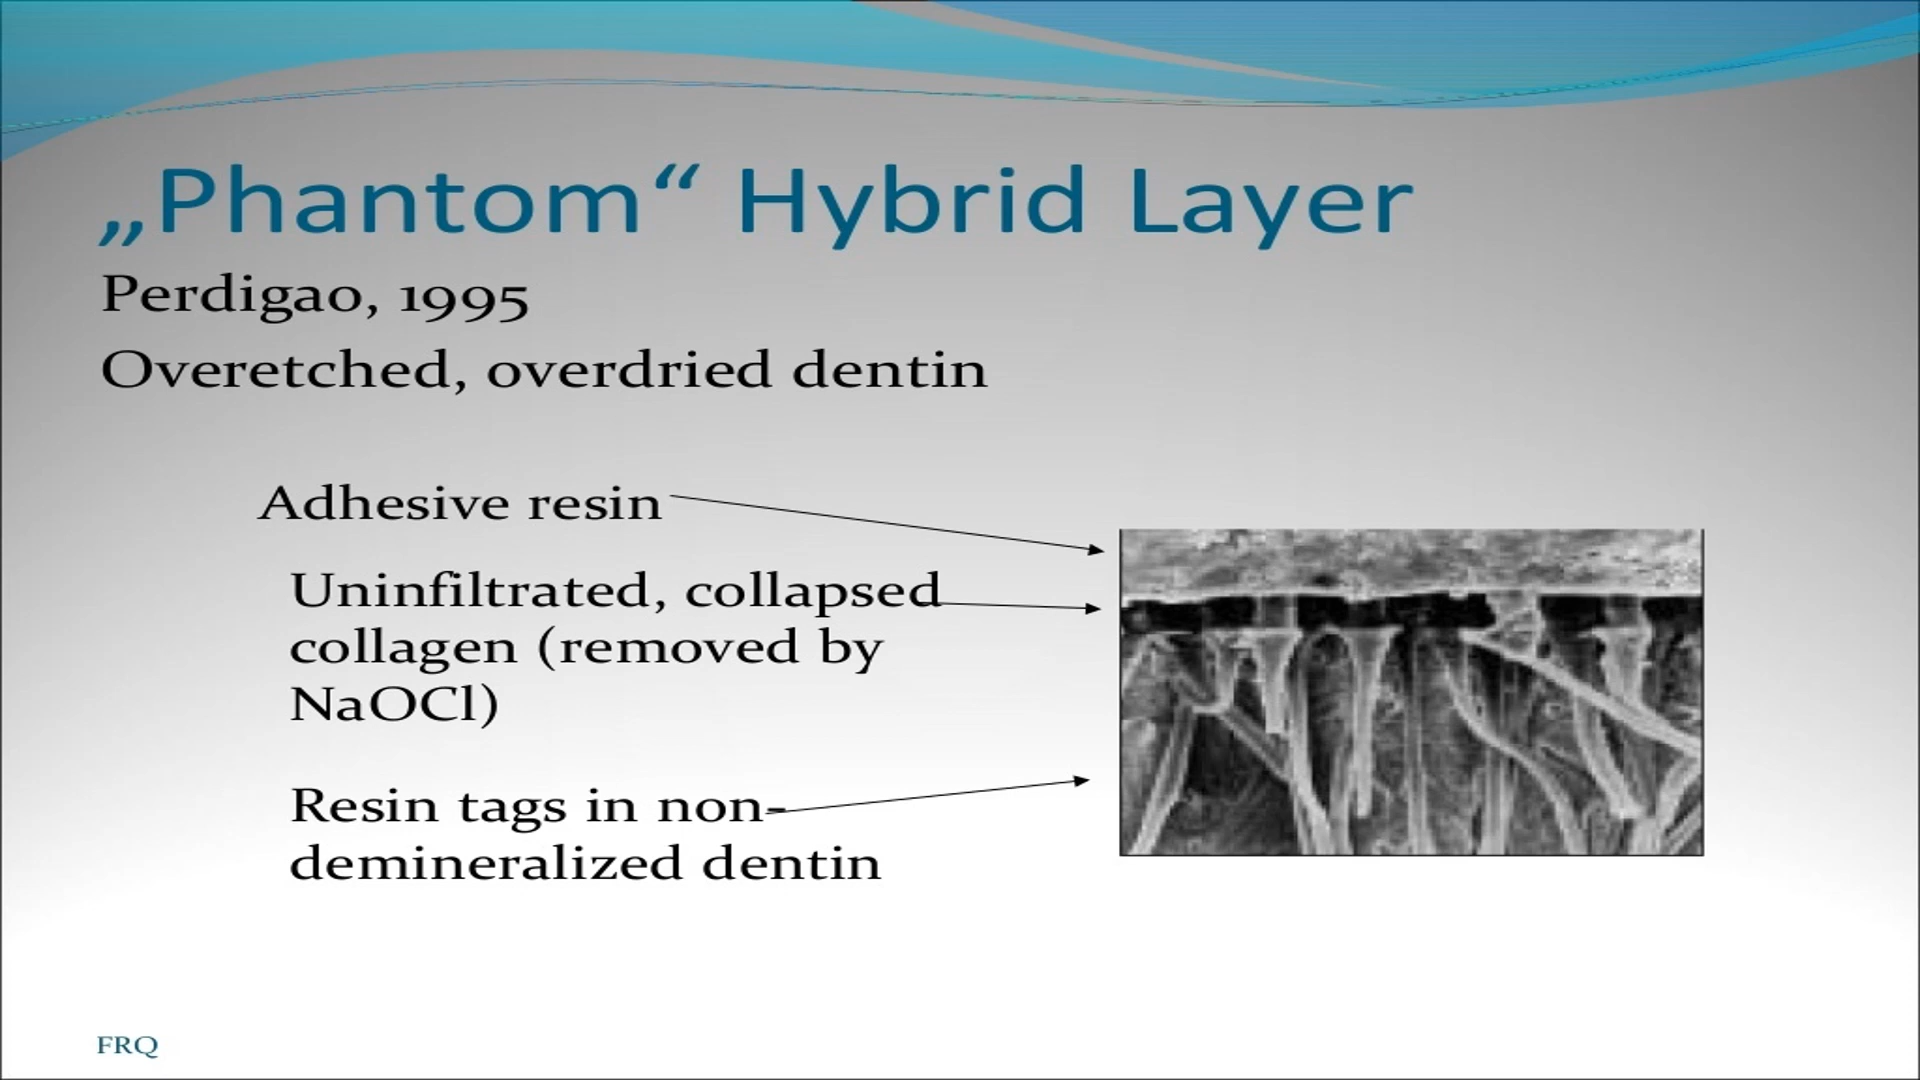 „Phantom“ Hybrid Layer
Perdigao, 1995
Overetched, overdried dentin
Adhesive resin
Uninfiltrated, collapsed
collagen (removed by
NaOCl)
Resin tags in non-
demineralized dentin
FRQ